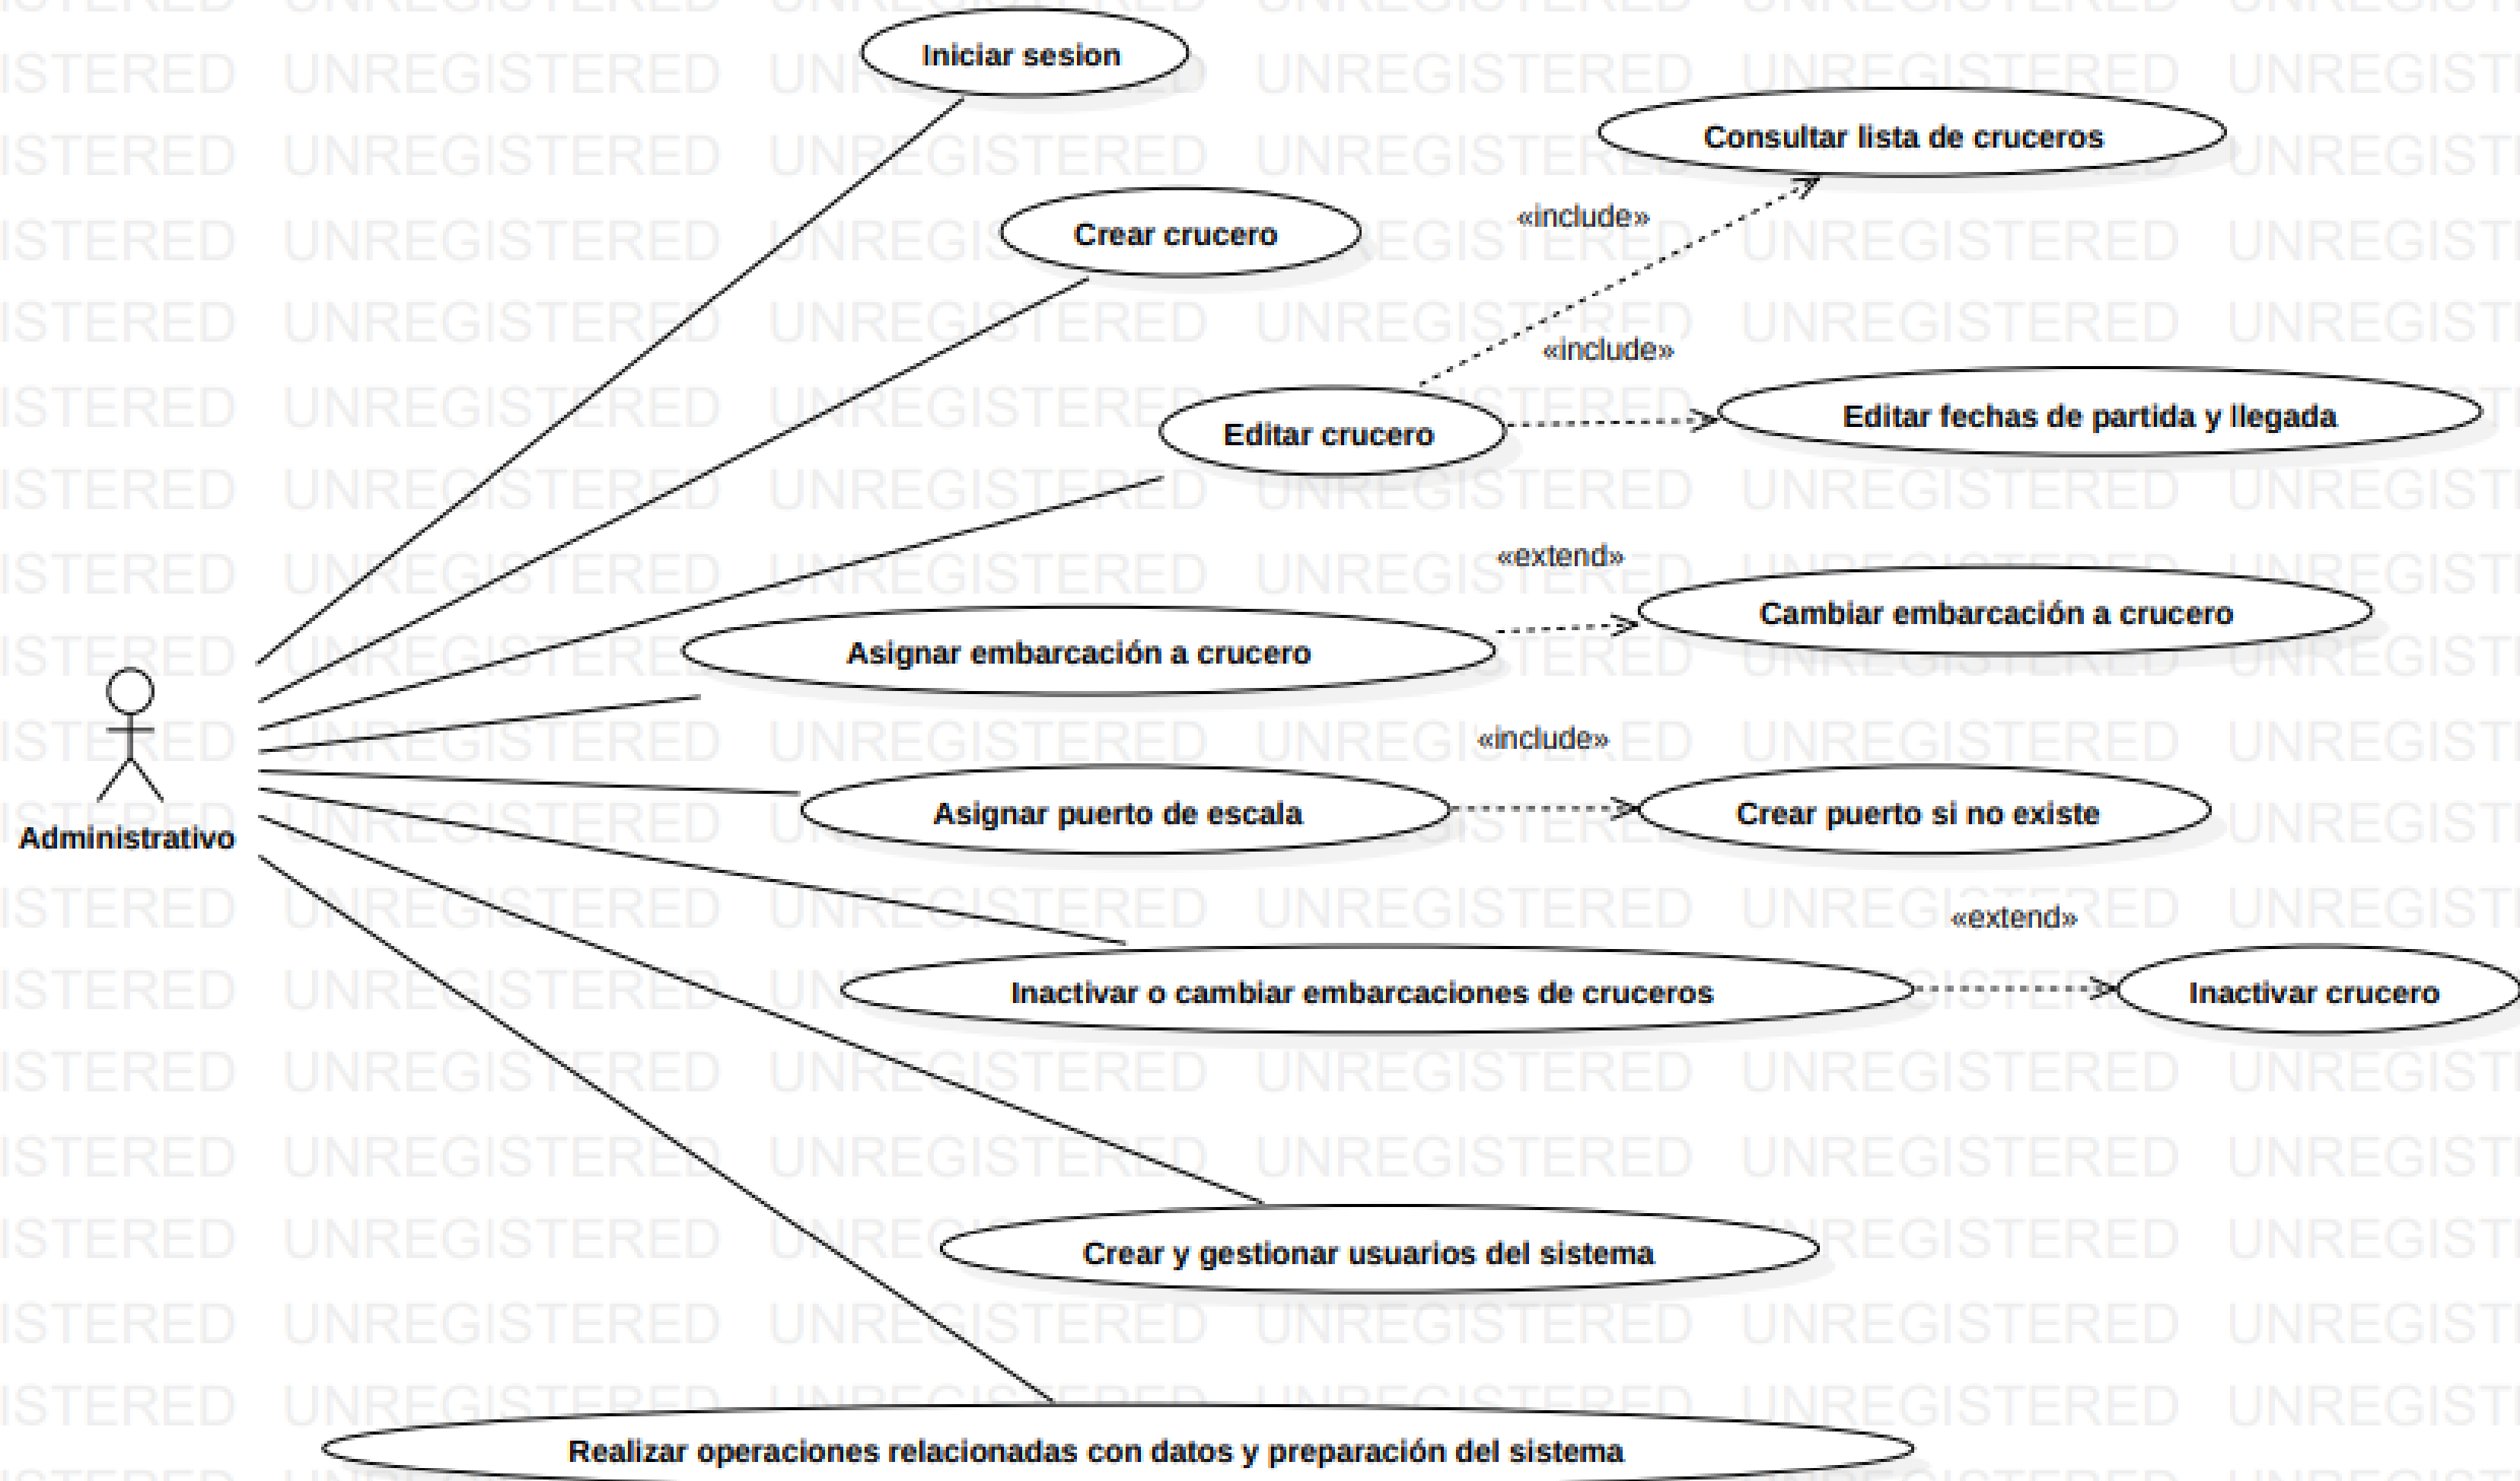 Iniciar sesion
Consultar lista de cruceros
«include»
Crear crucero
«include»
Editar fechas de partida y llegada
Editar crucero
«extend»
Cambiar embarcación a crucero
Asignar embarcación a crucero
«include»
Asignar puerto de escala
Crear puerto si no existe
Administrativo
«extend»
Inactivar o cambiar embarcaciones de cruceros
Inactivar crucero
Crear y gestionar usuarios del sistema
Realizar operaciones relacionadas con datos y preparación del sistema
UNREGISTERED